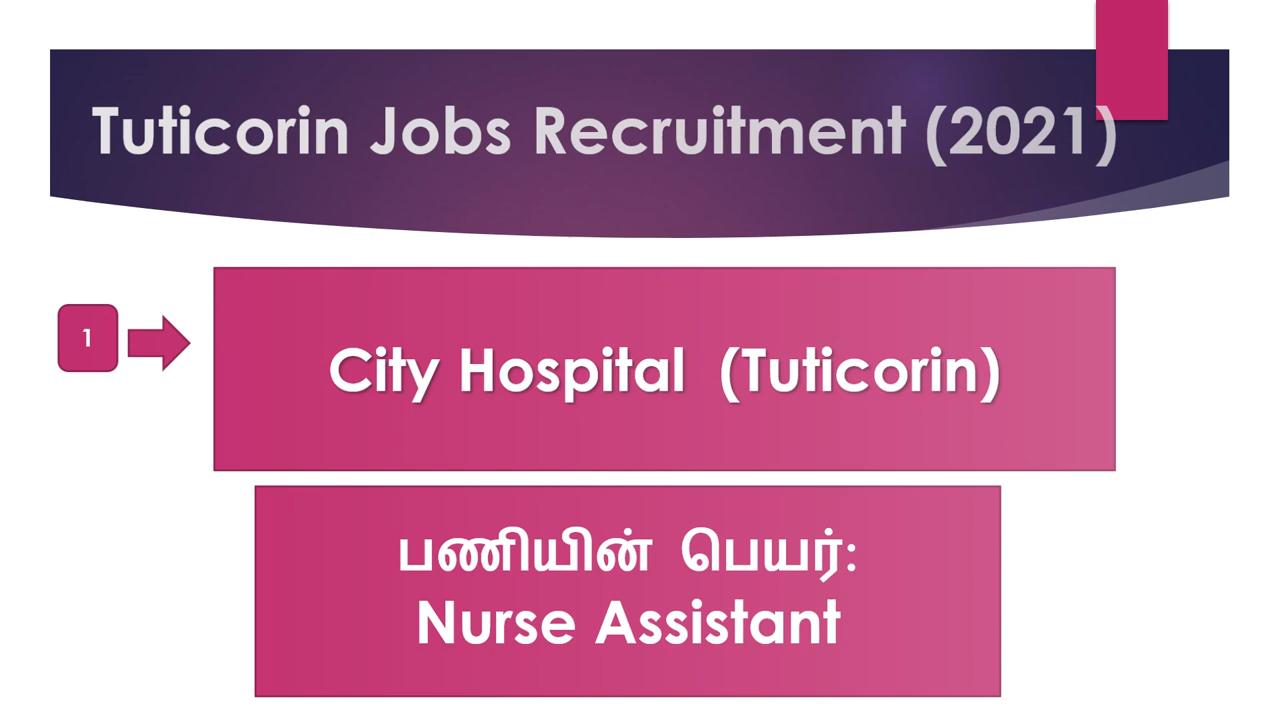 Tuticorin Jobs Recruitment (2021)
1
City Hospital (Tuticorin)
பணியின் பெயர்:
Nurse Assistant